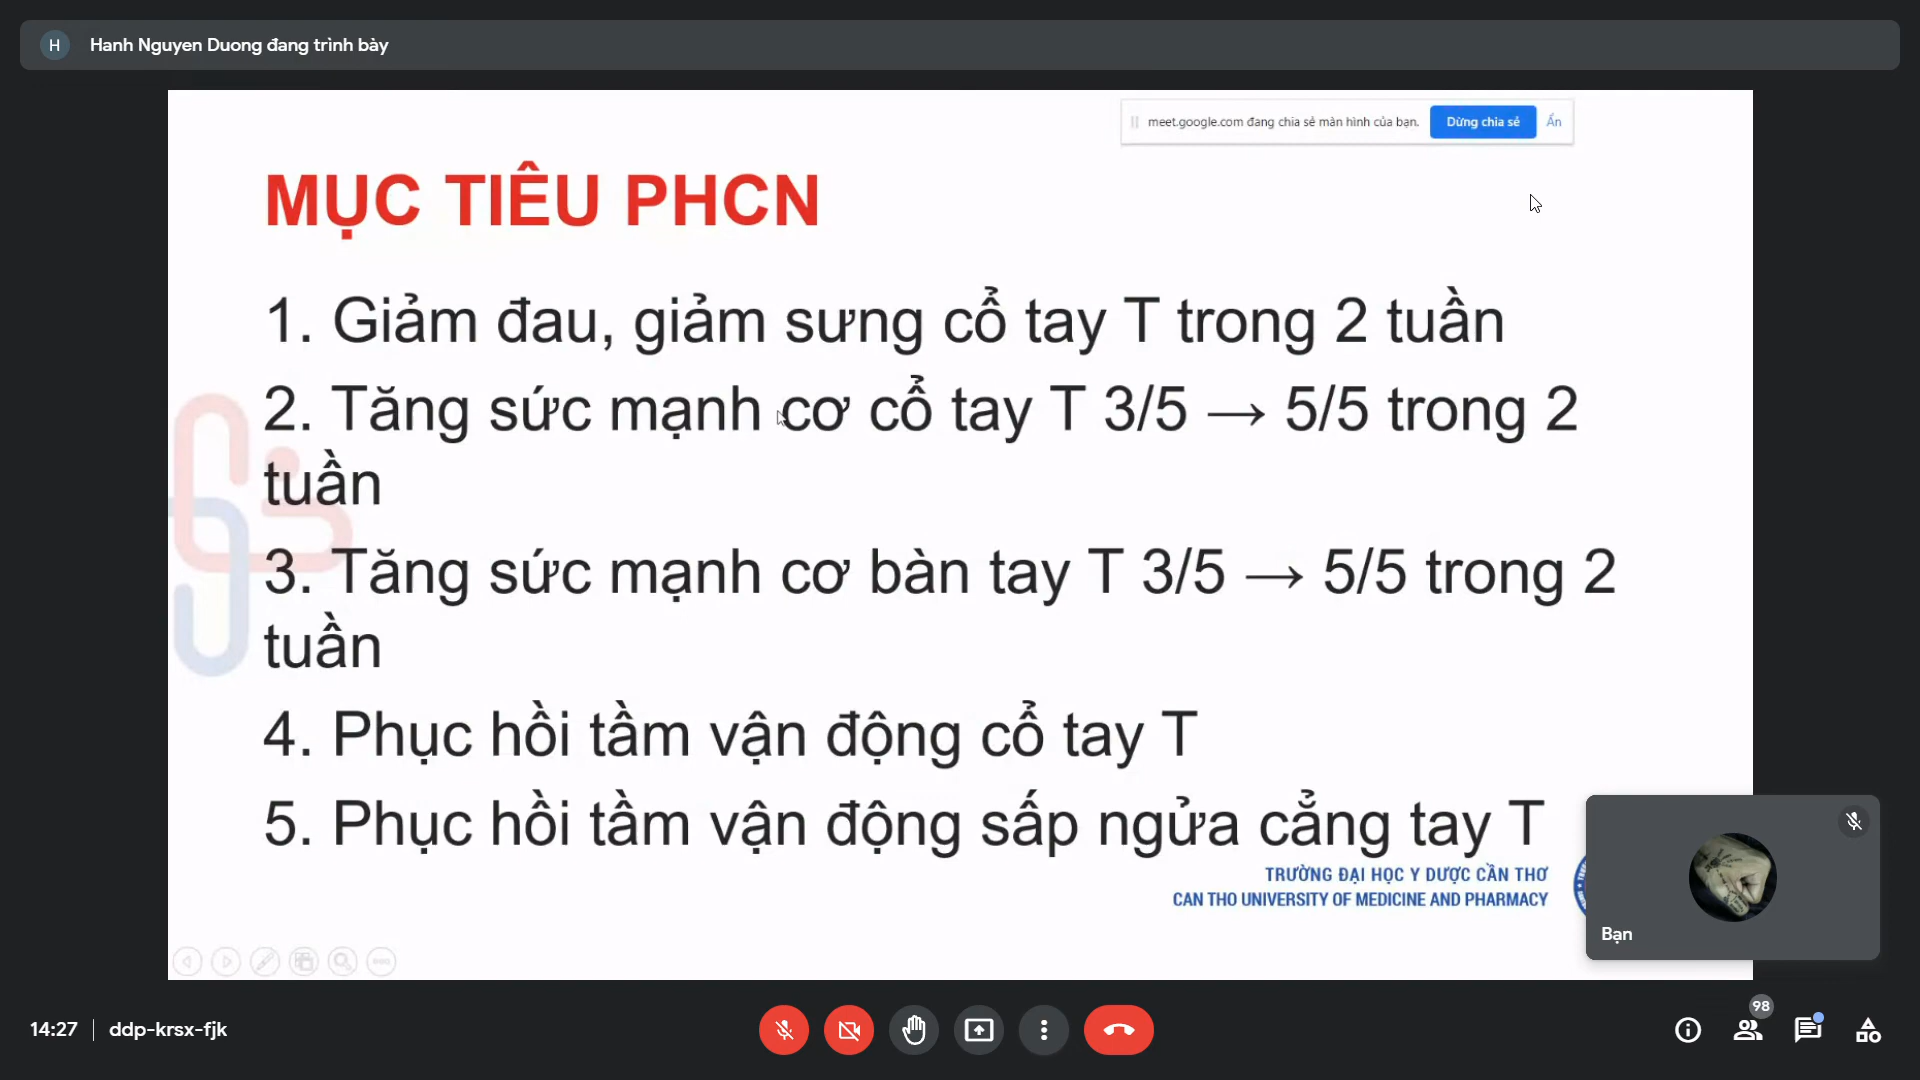 H
Hanh Nguyen Duong đang trình bày
meet.google.com đang chia sẻ màn hình của bạn.
Dừng chia sẻ
Ẩn
MỤC TIÊU PHCN
1. Giảm đau, giảm sưng cổ tay T trong 2 tuần
2. Tăng sức mạnh cơ cổ tay T 3/5 → 5/5 trong 2
tuần
3. Tăng sức mạnh cơ bàn tay T 3/5 → 5/5 trong 2
tuần
4. Phục hồi tầm vận động cổ tay T
5. Phục hồi tầm vận động sấp ngửa cẳng tay T
TRƯỜNG ĐẠI HỌC Y DƯỢC CẦN THƠ
CAN THO UNIVERSITY OF MEDICINE AND PHARMACY
Bạn
14:27
ddp-krsx-fjk
98